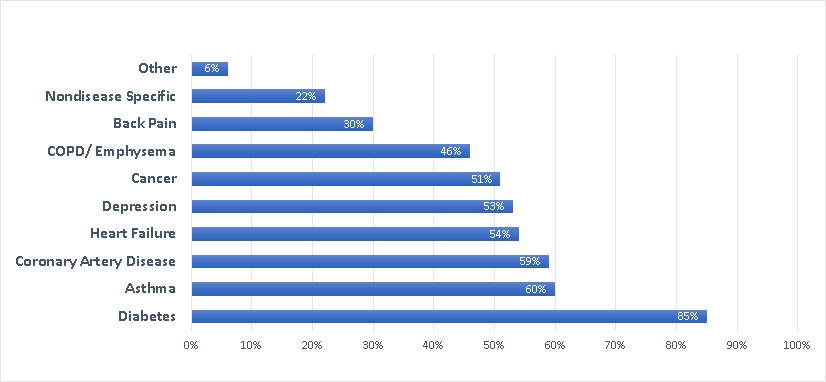 Other 6%
Nondisease Specific 22%
Back Pain 30%
COPD/ Emphysema 46%
Cancer 51%
Depression 53%
Heart Failure 54%
Coronary Artery Disease 59%
Asthma 60%
Diabetes 85%
0% 10% 20% 30% 40% 50% 60% 70% 80% 90% 100%